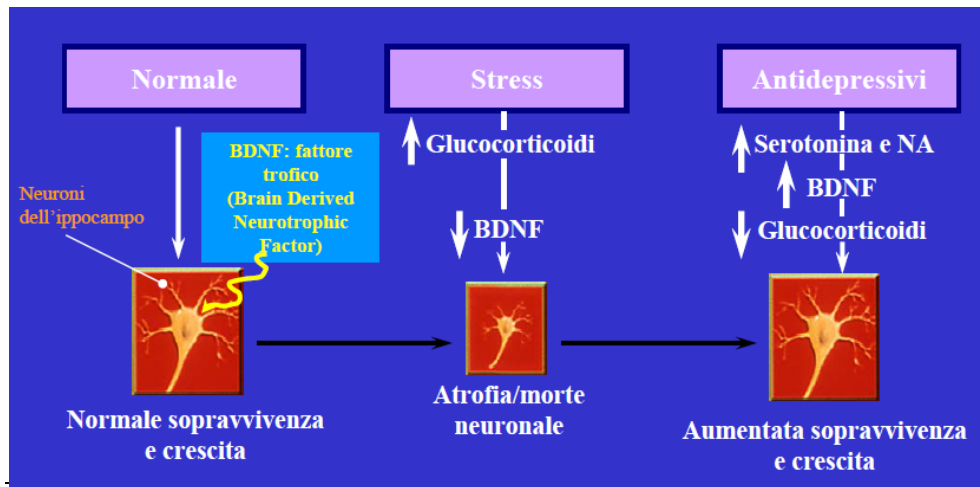 Normale
BDNF: fattore
trofico
(Brain Derived
Neurotrophic
Factor)
Neuroni
dell’ippocampo
Normale sopravvivenza
e crescita
Stress
Glucocorticoidi
BDNF
Atrofia/morte
neuronale
Antidepressivi
Serotonina e NA
BDNF
Glucocorticoidi
Aumentata sopravvivenza
e crescita